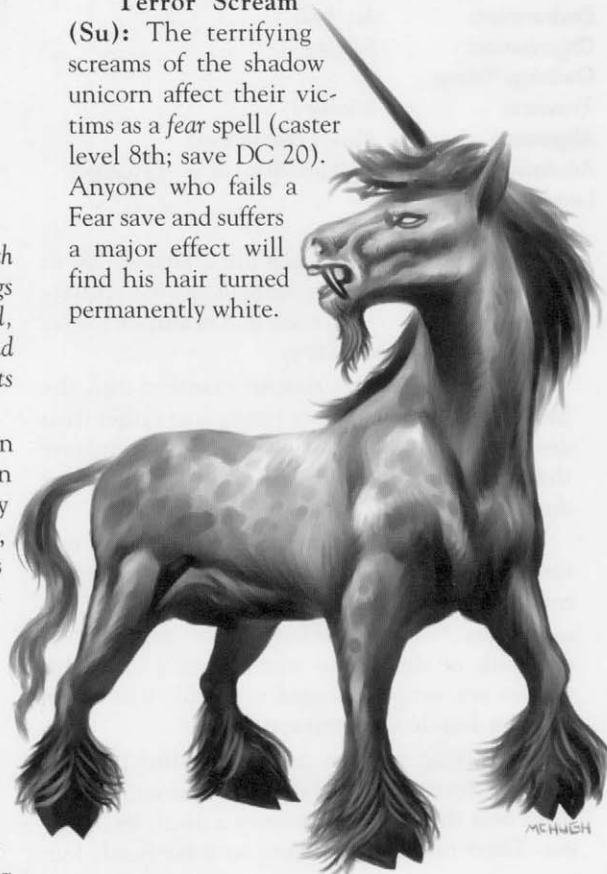 Terror Scream
(Su): The terrifying
screams of the shadow
unicorn affect their vic-
tims as a fear spell (caster
level 8th; save DC 20).
Anyone who fails a
Fear save and suffers
a major effect will
find his hair turned
permanently white.
MCHUGH